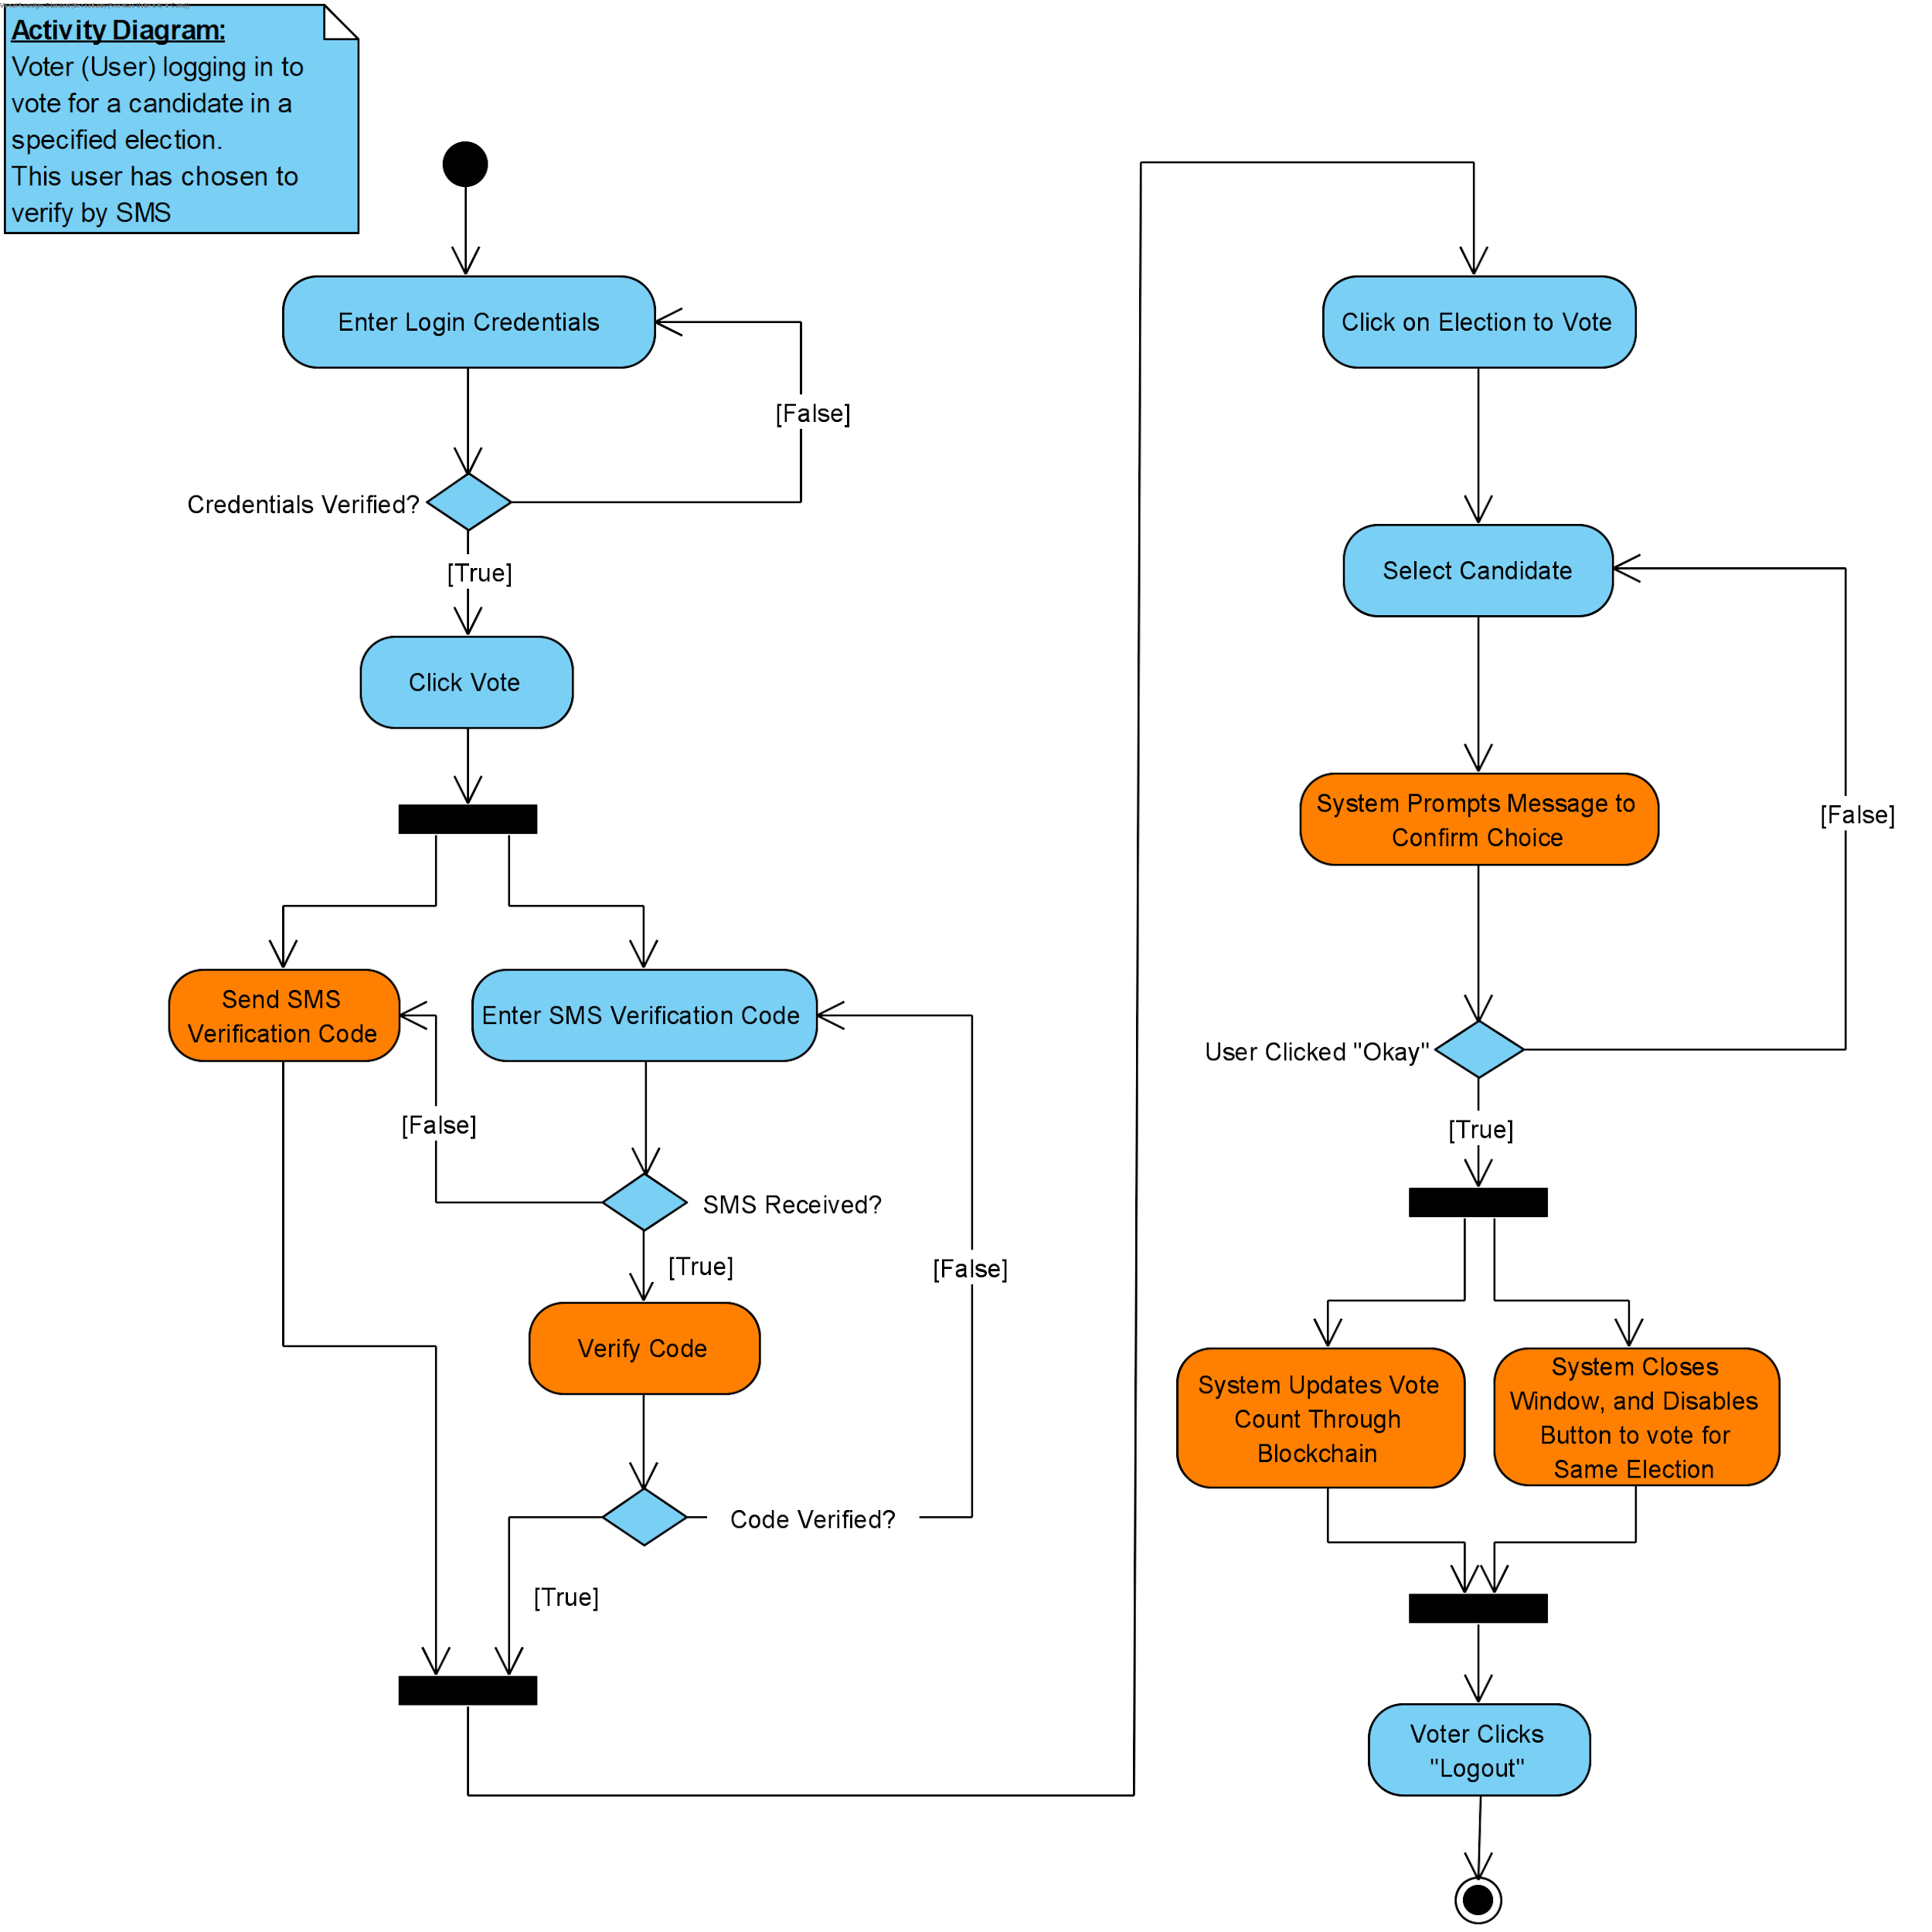 Activity Diagram:
Voter (User) logging in to
vote for a candidate in a
specified election.
This user has chosen to
verify by SMS
Enter Login Credentials
[False]
Credentials Verified?
[True]
Click Vote
Send SMS
Verification Code
Enter SMS Verification Code
[False]
SMS Received?
[True]
[False]
Verify Code
Code Verified?
[True]
Click on Election to Vote
Select Candidate
System Prompts Message to
Confirm Choice
[False]
User Clicked "Okay"
[True]
System Updates Vote
Count Through
Blockchain
System Closes
Window, and Disables
Button to vote for
Same Election
Voter Clicks
"Logout"